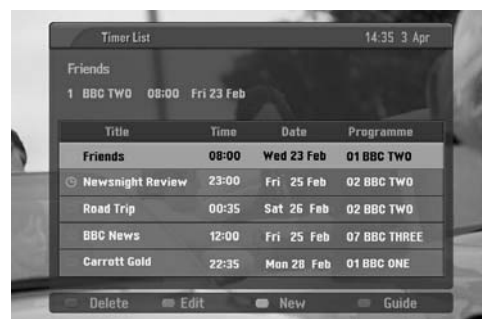 Timer List 14:35 3 Apr
Friends
1 BBC TWO 08:00 Fri 23 Feb
Title Time Date Programme
Friends 08:00 Wed 23 Feb 01 BBC TWO
Newsnight Review 23:00 Fri 25 Feb 02 BBC TWO
Road Trip 00:35 Sat 26 Feb 02 BBC TWO
BBC News 12:00 Fri 25 Feb 07 BBC THREE
Carrott Gold 22:35 Mon 28 Feb 01 BBC ONE
Delete Edit New Guide